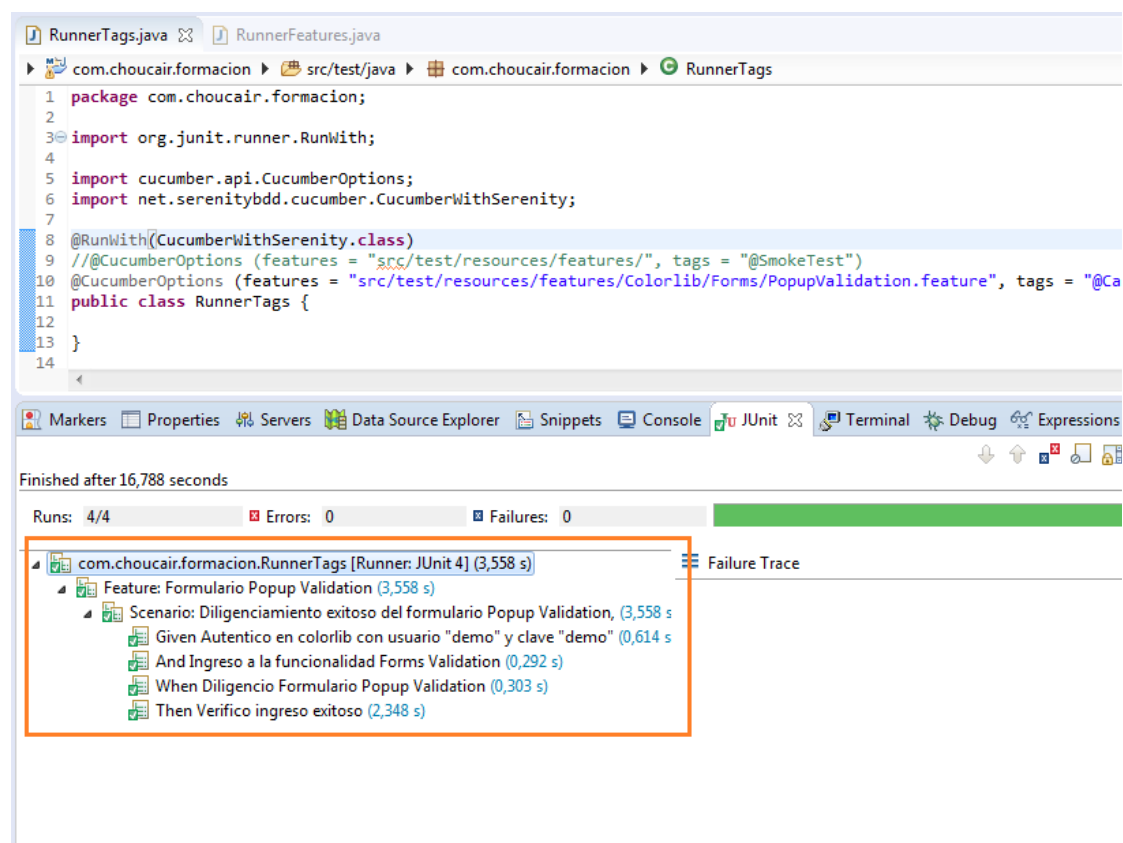 RunnerTags.java RunnerFeatures.java
com.choucair.formacion src/test/java com.choucair.formacion RunnerTags
1 package com.choucair.formacion;
2
3 import org.junit.runner.RunWith;
4
5 import cucumber.api.CucumberOptions;
6 import net.serenitybdd.cucumber.CucumberWithSerenity;
7
8 @RunWith(CucumberWithSerenity.class)
9 //@CucumberOptions (features = "src/test/resources/features/", tags = "@SmokeTest")
10 @CucumberOptions (features = "src/test/resources/features/Colorlib/Forms/PopupValidation.feature", tags = "@Ca
11 public class RunnerTags {
12
13 }
14
Markers Properties Servers Data Source Explorer Snippets Console JUnit Terminal Debug Expressions
Finished after 16,788 seconds
Runs: 4/4 Errors: 0 Failures: 0
com.choucair.formacion.RunnerTags [Runner: JUnit 4] (3,558 s) Failure Trace
Feature: Formulario Popup Validation (3,558 s)
Scenario: Diligenciamiento exitoso del formulario Popup Validation, (3,558 s
Given Autentico en colorlib con usuario "demo" y clave "demo" (0,614 s
And Ingreso a la funcionalidad Forms Validation (0,292 s)
When Diligencio Formulario Popup Validation (0,303 s)
Then Verifico ingreso exitoso (2,348 s)